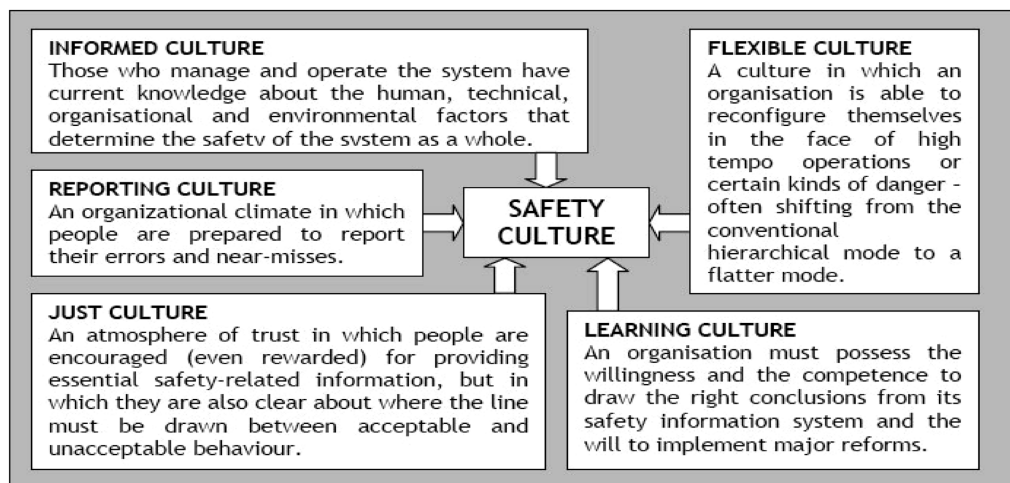 INFORMED CULTURE
Those who manage and operate the system have
current knowledge about the human, technical,
organisational and environmental factors that
determine the safety of the system as a whole.
FLEXIBLE CULTURE
A culture in which an
organisation is able to
reconfigure themselves
in the face of high
tempo operations or
certain kinds of danger -
often shifting from the
conventional
hierarchical mode to a
flatter mode.
REPORTING CULTURE
An organizational climate in which
people are prepared to report
their errors and near-misses.
SAFETY
CULTURE
JUST CULTURE
An atmosphere of trust in which people are
encouraged (even rewarded) for providing
essential safety-related information, but in
which they are also clear about where the line
must be drawn between acceptable and
unacceptable behaviour.
LEARNING CULTURE
An organisation must possess the
willingness and the competence to
draw the right conclusions from its
safety information system and the
will to implement major reforms.